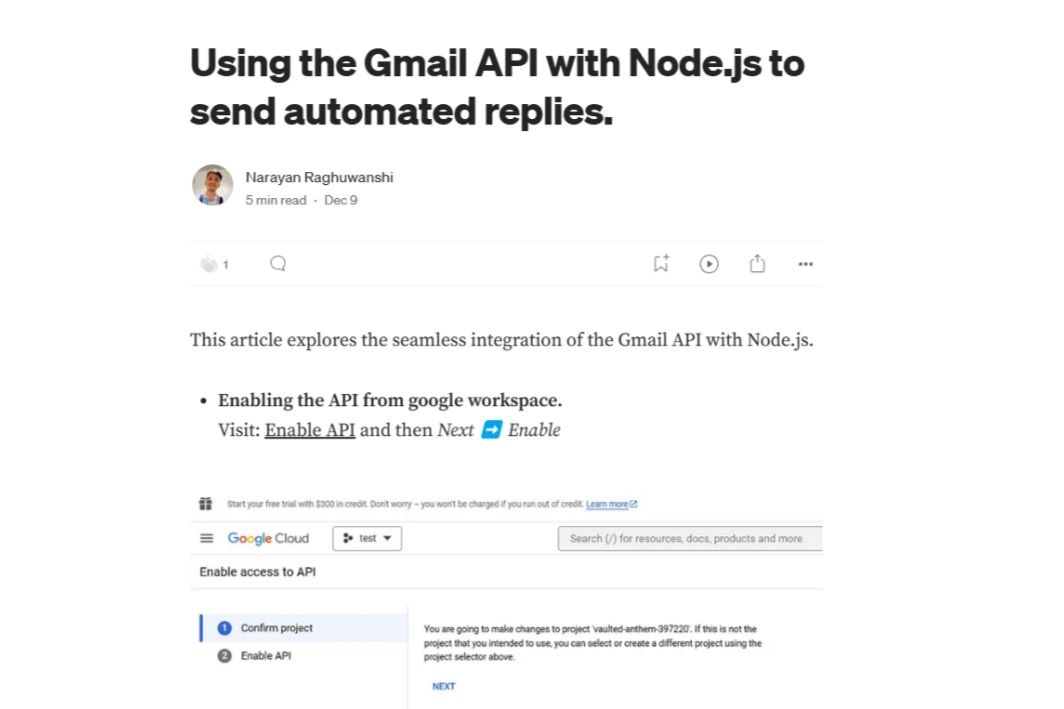 Using the Gmail API with Node.js to
send automated replies.
Narayan Raghuwanshi
5 min read · Dec 9
1
This article explores the seamless integration of the Gmail API with Node.js.
• Enabling the API from google workspace.
Visit: Enable API and then Next ➡ Enable
Start your free trial with $300 in credit. Don't worry – you won't be charged if you run out of credit. Learn more
Google Cloud
test
Search (/) for resources, docs, products and more
Enable access to API
1 Confirm project
You are going to make changes to project 'vaulted-anthem-397220'. If this is not the
project that you intended to use, you can select or create a different project using the
project selector above.
2 Enable API
NEXT